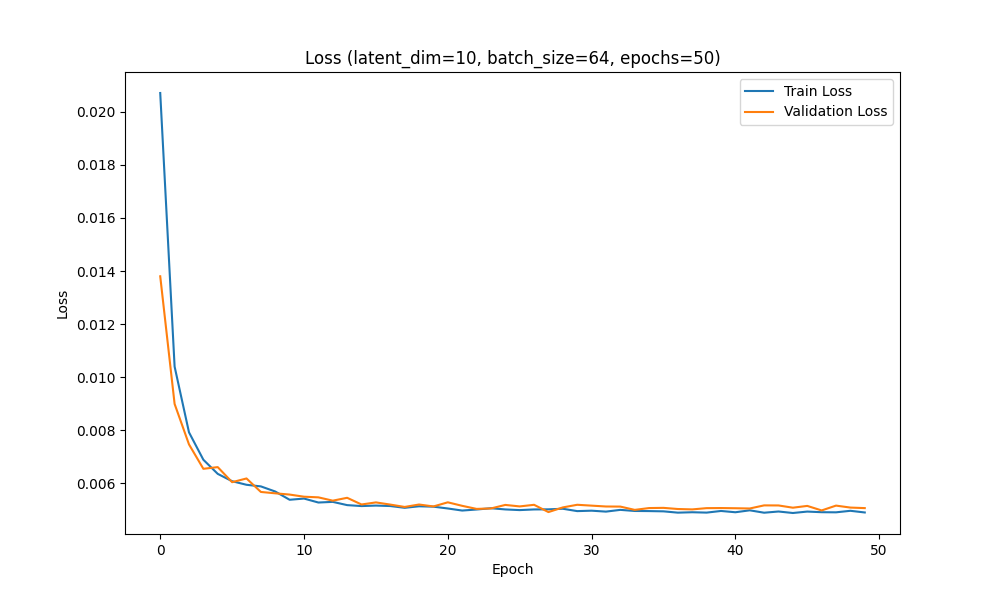 Loss (latent_dim=10, batch_size=64, epochs=50)
Train Loss
Validation Loss
0.020
0.018
0.016
0.014
0.012
0.010
0.008
0.006
Loss
0 10 20 30 40 50
Epoch